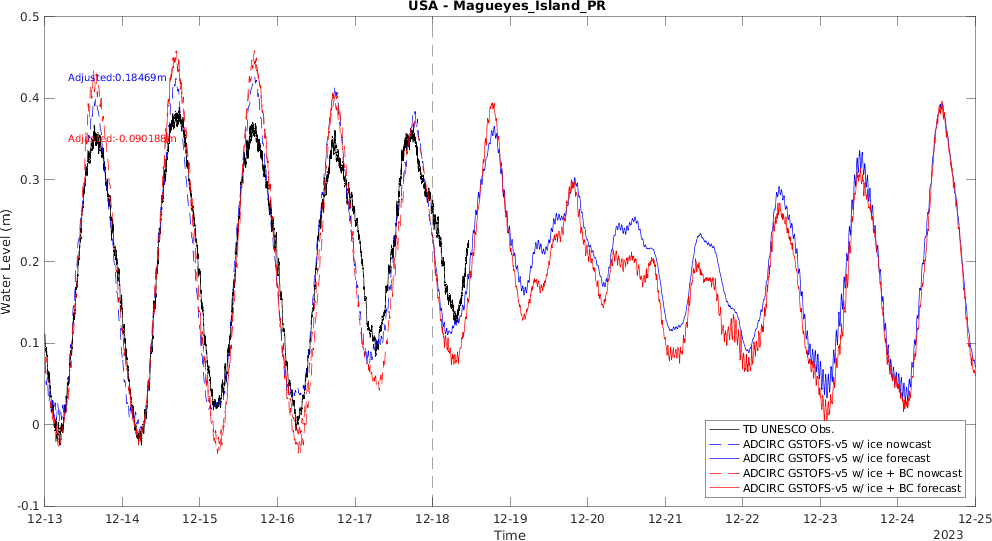 USA - Magueyes_Island_PR
0.5
0.4
0.3
0.2
0.1
0
-0.1
Water Level (m)
Adjusted:0.18469m
Adjusted:-0.090188m
TD UNESCO Obs.
ADCIRC GSTOFS-v5 w/ ice nowcast
ADCIRC GSTOFS-v5 w/ ice forecast
ADCIRC GSTOFS-v5 w/ ice + BC nowcast
ADCIRC GSTOFS-v5 w/ ice + BC forecast
12-13 12-14 12-15 12-16 12-17 12-18 12-19 12-20 12-21 12-22 12-23 12-24 12-25
Time
2023